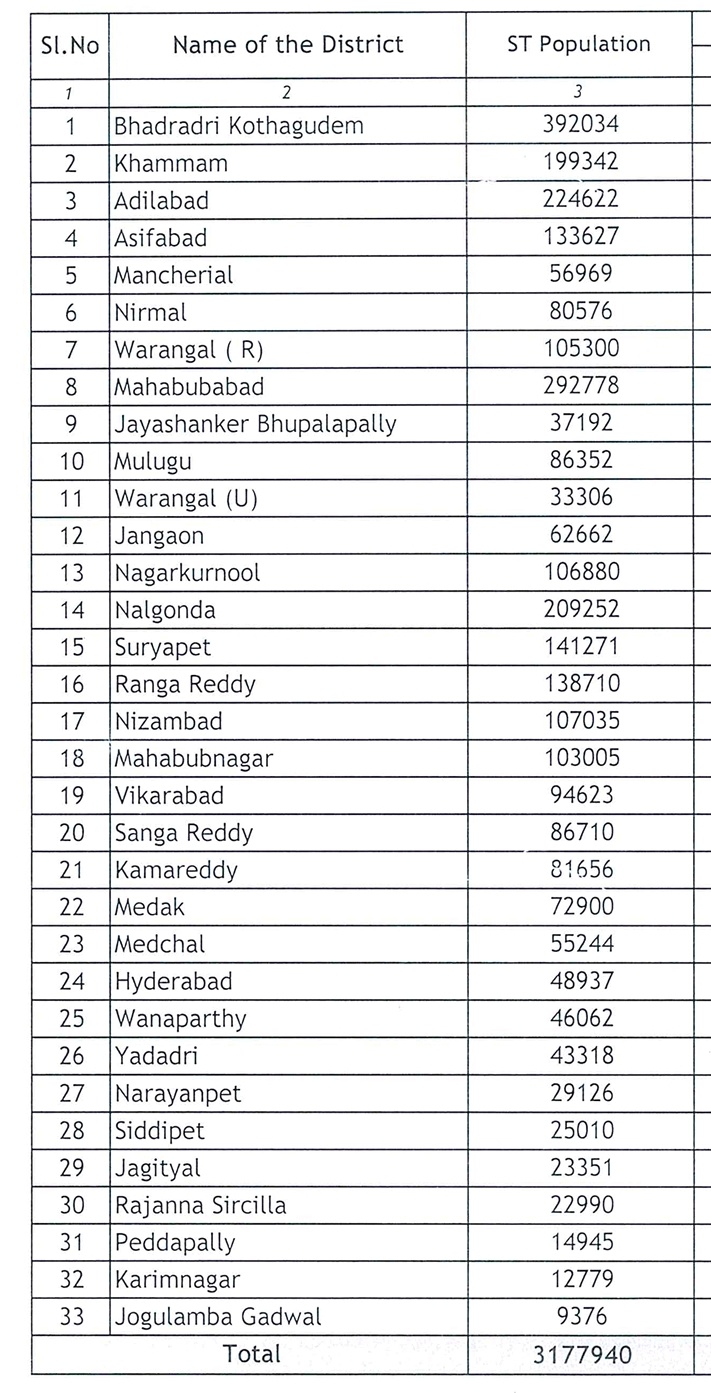 Sl.No Name of the District ST Population
1 2 3
1 Bhadradri Kothagudem 392034
2 Khammam 199342
3 Adilabad 224622
4 Asifabad 133627
5 Mancherial 56969
6 Nirmal 80576
7 Warangal ( R) 105300
8 Mahabubabad 292778
9 Jayashanker Bhupalapally 37192
10 Mulugu 86352
11 Warangal (U) 33306
12 Jangaon 62662
13 Nagarkurnool 106880
14 Nalgonda 209252
15 Suryapet 141271
16 Ranga Reddy 138710
17 Nizambad 107035
18 Mahabubnagar 103005
19 Vikarabad 94623
20 Sanga Reddy 86710
21 Kamareddy 81656
22 Medak 72900
23 Medchal 55244
24 Hyderabad 48937
25 Wanaparthy 46062
26 Yadadri 43318
27 Narayanpet 29126
28 Siddipet 25010
29 Jagityal 23351
30 Rajanna Sircilla 22990
31 Peddapally 14945
32 Karimnagar 12779
33 Jogulamba Gadwal 9376
Total 3177940